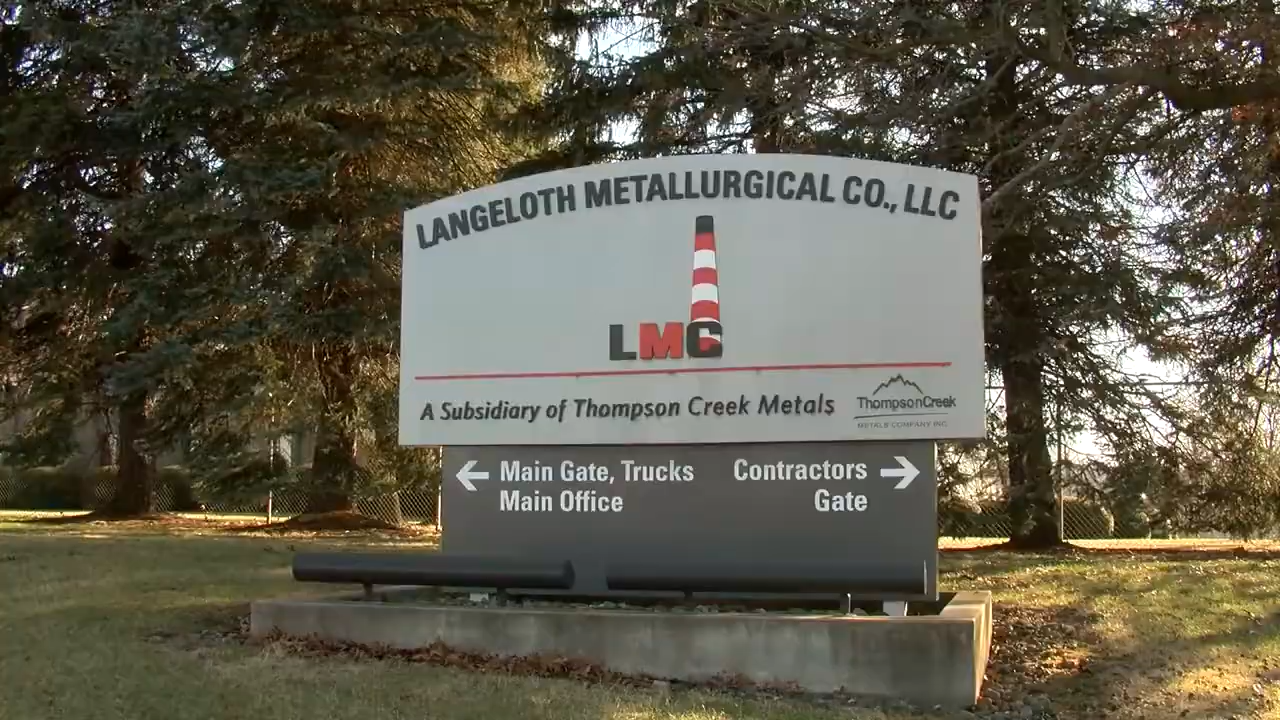 LANGELOTH METALLURGICAL CO., LLC
LMC
A Subsidiary of Thompson Creek Metals
ThompsonCreek
METALS COMPANY INC.
Main Gate, Trucks
Main Office
Contractors
Gate